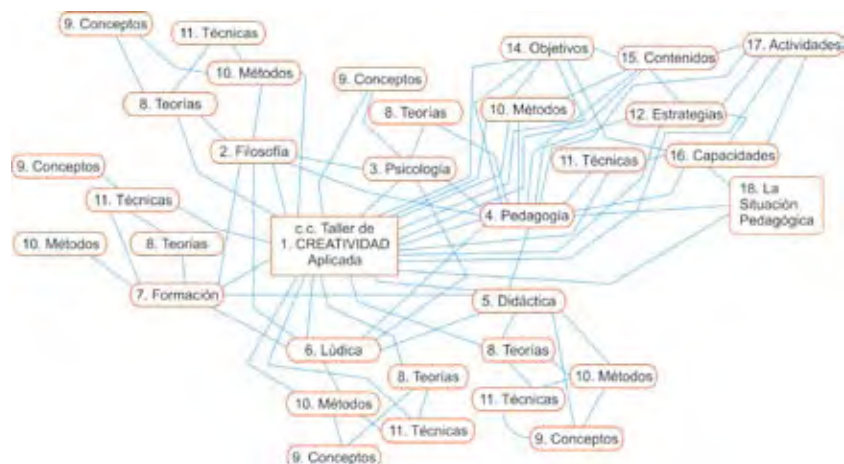 9. Conceptos
11. Técnicas
10. Métodos
8. Teorías
2. Filosofía
9. Conceptos
8. Teorías
3. Psicología
14. Objetivos
15. Contenidos
17. Actividades
10. Métodos
12. Estrategias
11. Técnicas
16. Capacidades
4. Pedagogía
18. La
Situación
Pedagógica
9. Conceptos
11. Técnicas
10. Métodos
8. Teorías
7. Formación
c.c. Taller de
1. CREATIVIDAD
Aplicada
5. Didáctica
6. Lúdica
8. Teorías
10. Métodos
11. Técnicas
9. Conceptos
8. Teorías
10. Métodos
11. Técnicas
9. Conceptos